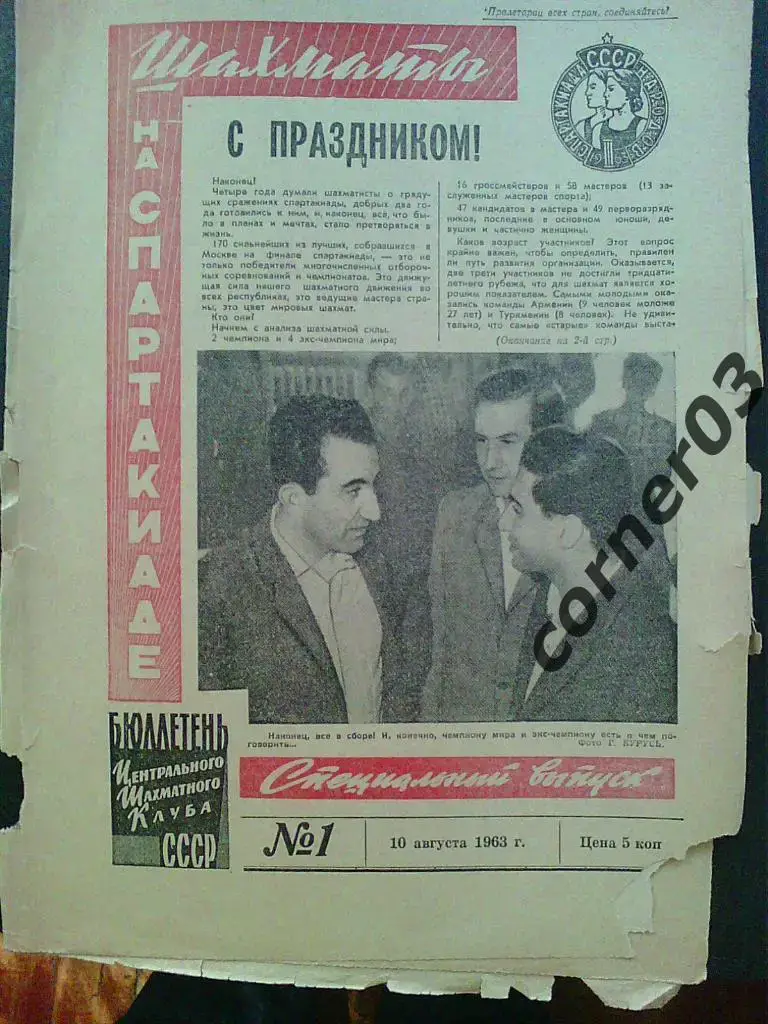 "Пролетарии всех стран, соединяйтесь!
Шахматы
НА СПАРТАКИАДЕ
СПАРТАКИАДА НАРОДОВ СССР
III
С ПРАЗДНИКОМ!
Наконец!
Четыре года думали шахматисты о гряду-
щих сражениях спартакиады, добрых два го-
да готовились к ним, и, наконец, всё, что бы-
ло в планах и мечтах, стало претворяться в
жизнь.
170 сильнейших из лучших, собравшихся в
Москве на финале спартакиады, — это не
только победители многочисленных отбороч-
ных соревнований и чемпионатов. Это движу-
щая сила нашего шахматного движения во
всех республиках, это ведущие мастера стра-
ны, это цвет мировых шахмат.
Кто они?
Начнем с анализа шахматной силы.
2 чемпиона и 4 экс-чемпиона мира;
16 гроссмейстеров и 58 мастеров (13 за-
служенных мастеров спорта);
47 кандидатов в мастера и 49 перворазряд-
ников, последние в основном юноши, де-
вушки и частично женщины.
Каков возраст участников? Этот вопрос
крайне важен, чтобы определить, правилен
ли путь развития организации. Оказывается,
две трети участников не достигли тридцати-
летнего рубежа, что для шахмат является хо-
рошим показателем. Самыми молодыми ока-
зались команды Армении (9 человек моложе
27 лет) и Туркмении (8 человек). Не удиви-
тельно, что самые «старые» команды выста-
(Окончание на 2-й стр.)
Наконец, все в сборе! И, конечно, чемпиону мира и экс-чемпиону есть о чем по-
говорить...
Фото Г. КУРУСЬ.
БЮЛЛЕТЕНЬ
ЦЕНТРАЛЬНОГО
ШАХМАТНОГО
КЛУБА
СССР
Специальный выпуск
№1
10 августа 1963 г.
Цена 5 коп
corner03